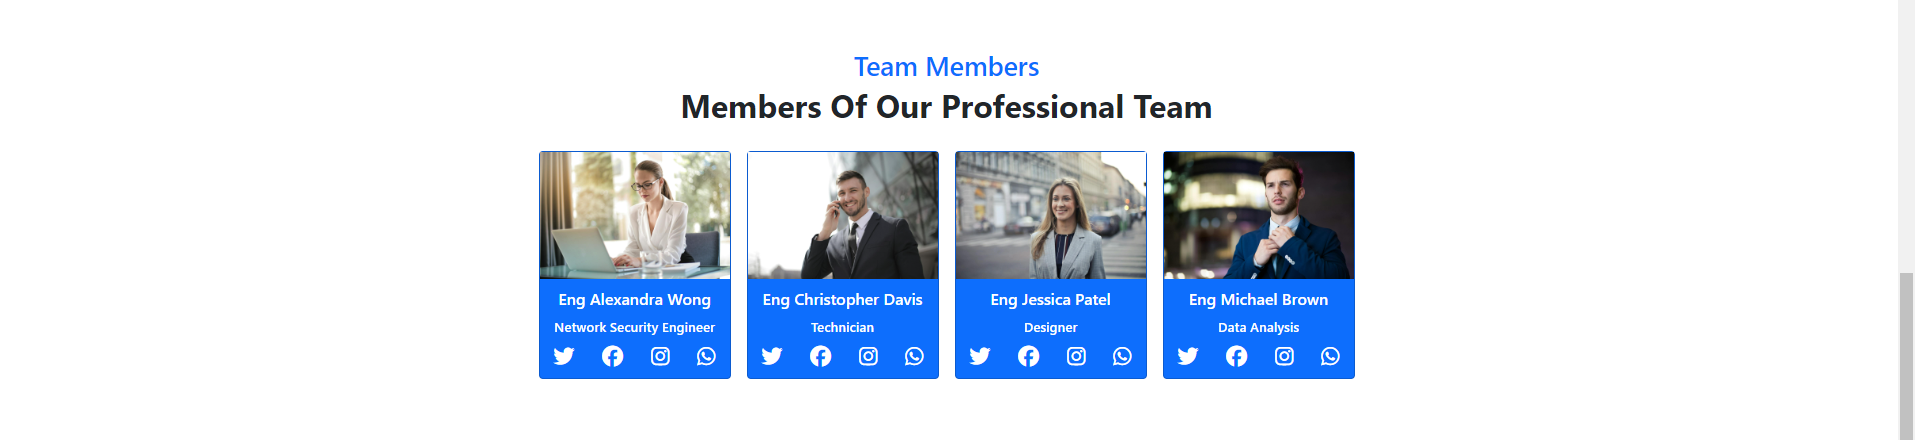 Team Members
Members Of Our Professional Team
Eng Alexandra Wong
Network Security Engineer
Eng Christopher Davis
Technician
Eng Jessica Patel
Designer
Eng Michael Brown
Data Analysis